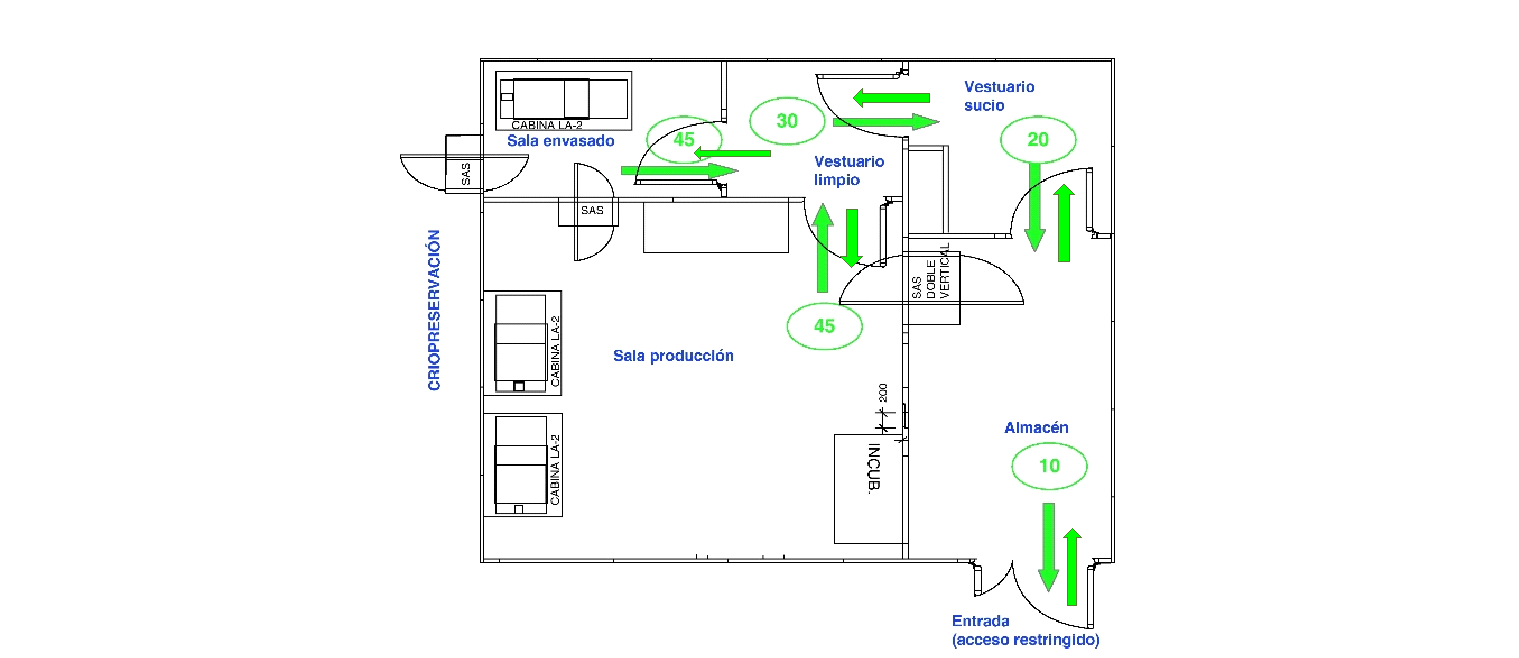 CABINA LA-2
Sala envasado
45
30
Vestuario
sucio
20
Vestuario
limpio
SAS
SAS
CRIOPRESERVACIÓN
SAS
DOBLE
VERTICAL
45
CABINA LA-2
Sala producción
200
Almacén
10
CABINA LA-2
INCUB.
Entrada
(acceso restringido)